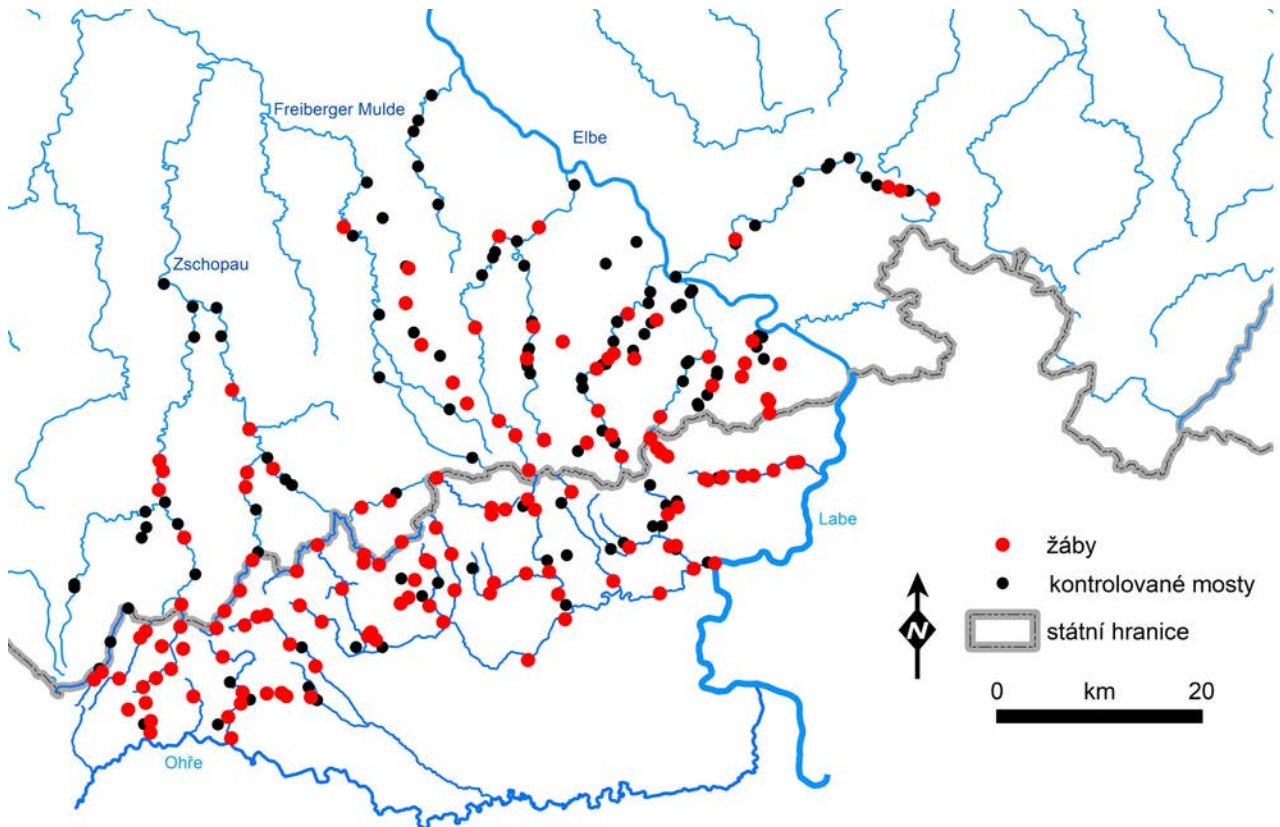 Freiberger Mulde
Elbe
Zschopau
Labe
Ohře
žáby
kontrolované mosty
státní hranice
N
0 km 20